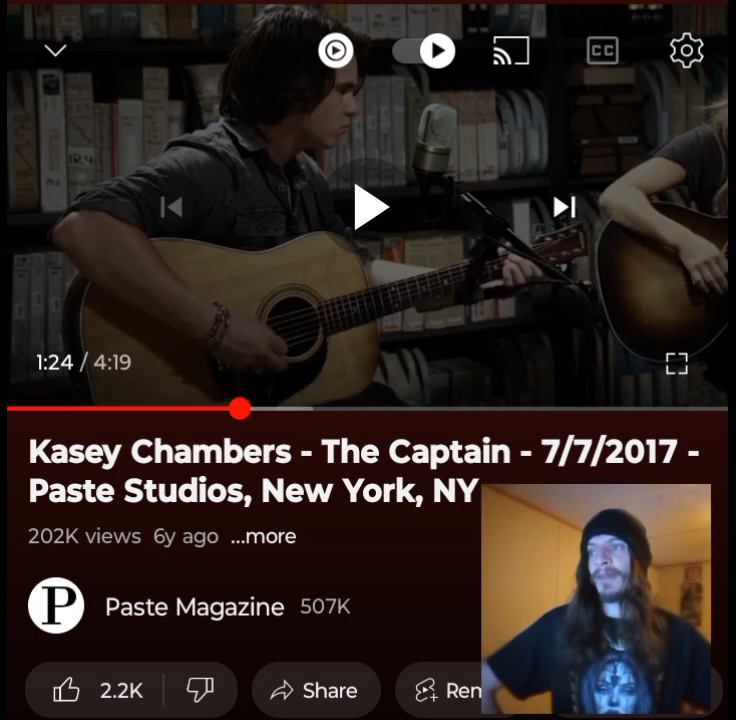 CC
1:24 / 4:19
Kasey Chambers - The Captain - 7/7/2017 -
Paste Studios, New York, NY
202K views 6y ago ...more
P Paste Magazine 507K
2.2K Share Ren